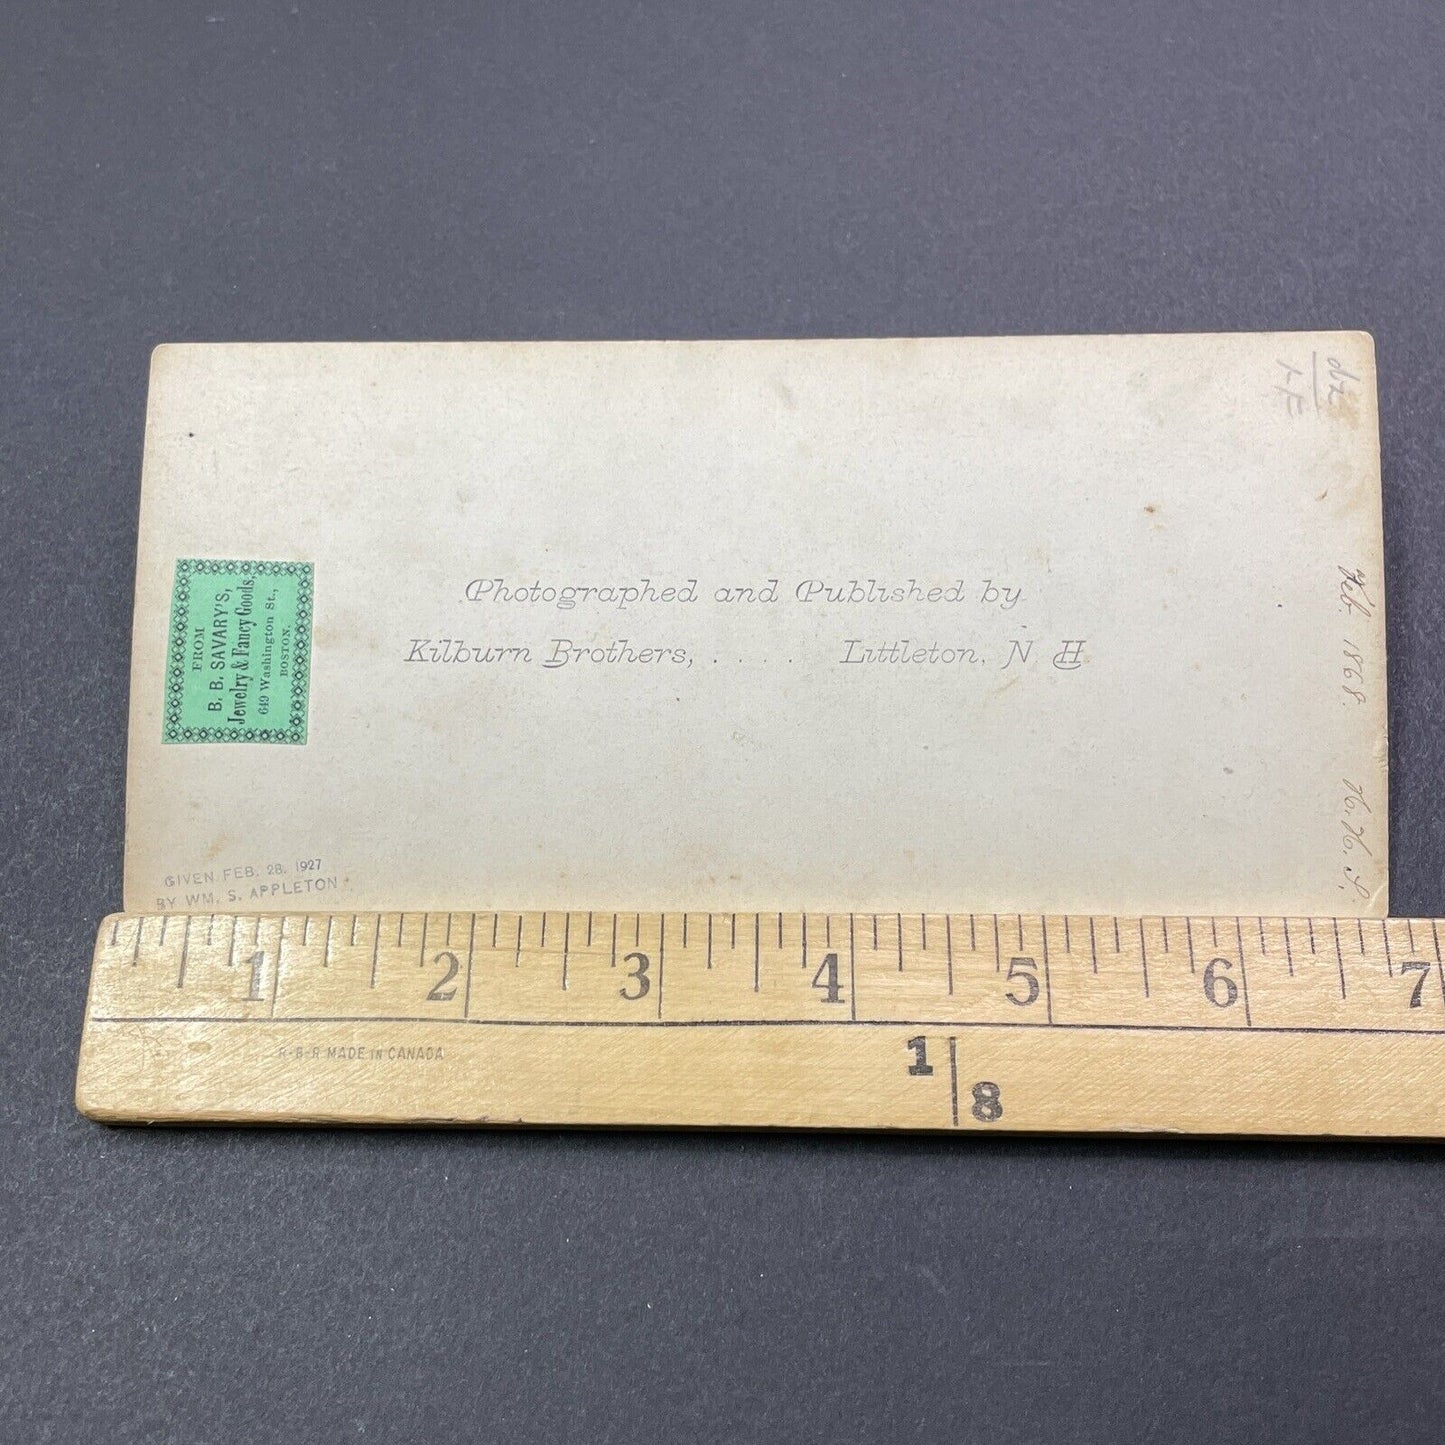 Photographed and Published by
Kilburn Brothers, . . . . . Littleton, N. H.
FROM
B. B. SAVARY'S,
Jewelry & Fancy Goods,
649 Washington St.,
BOSTON.
GIVEN FEB. 28. 1927
BY WM. S. APPLETON
Feb. 1868.
1 2 3 4 5 6 7
R-B-R MADE IN CANADA
1
8